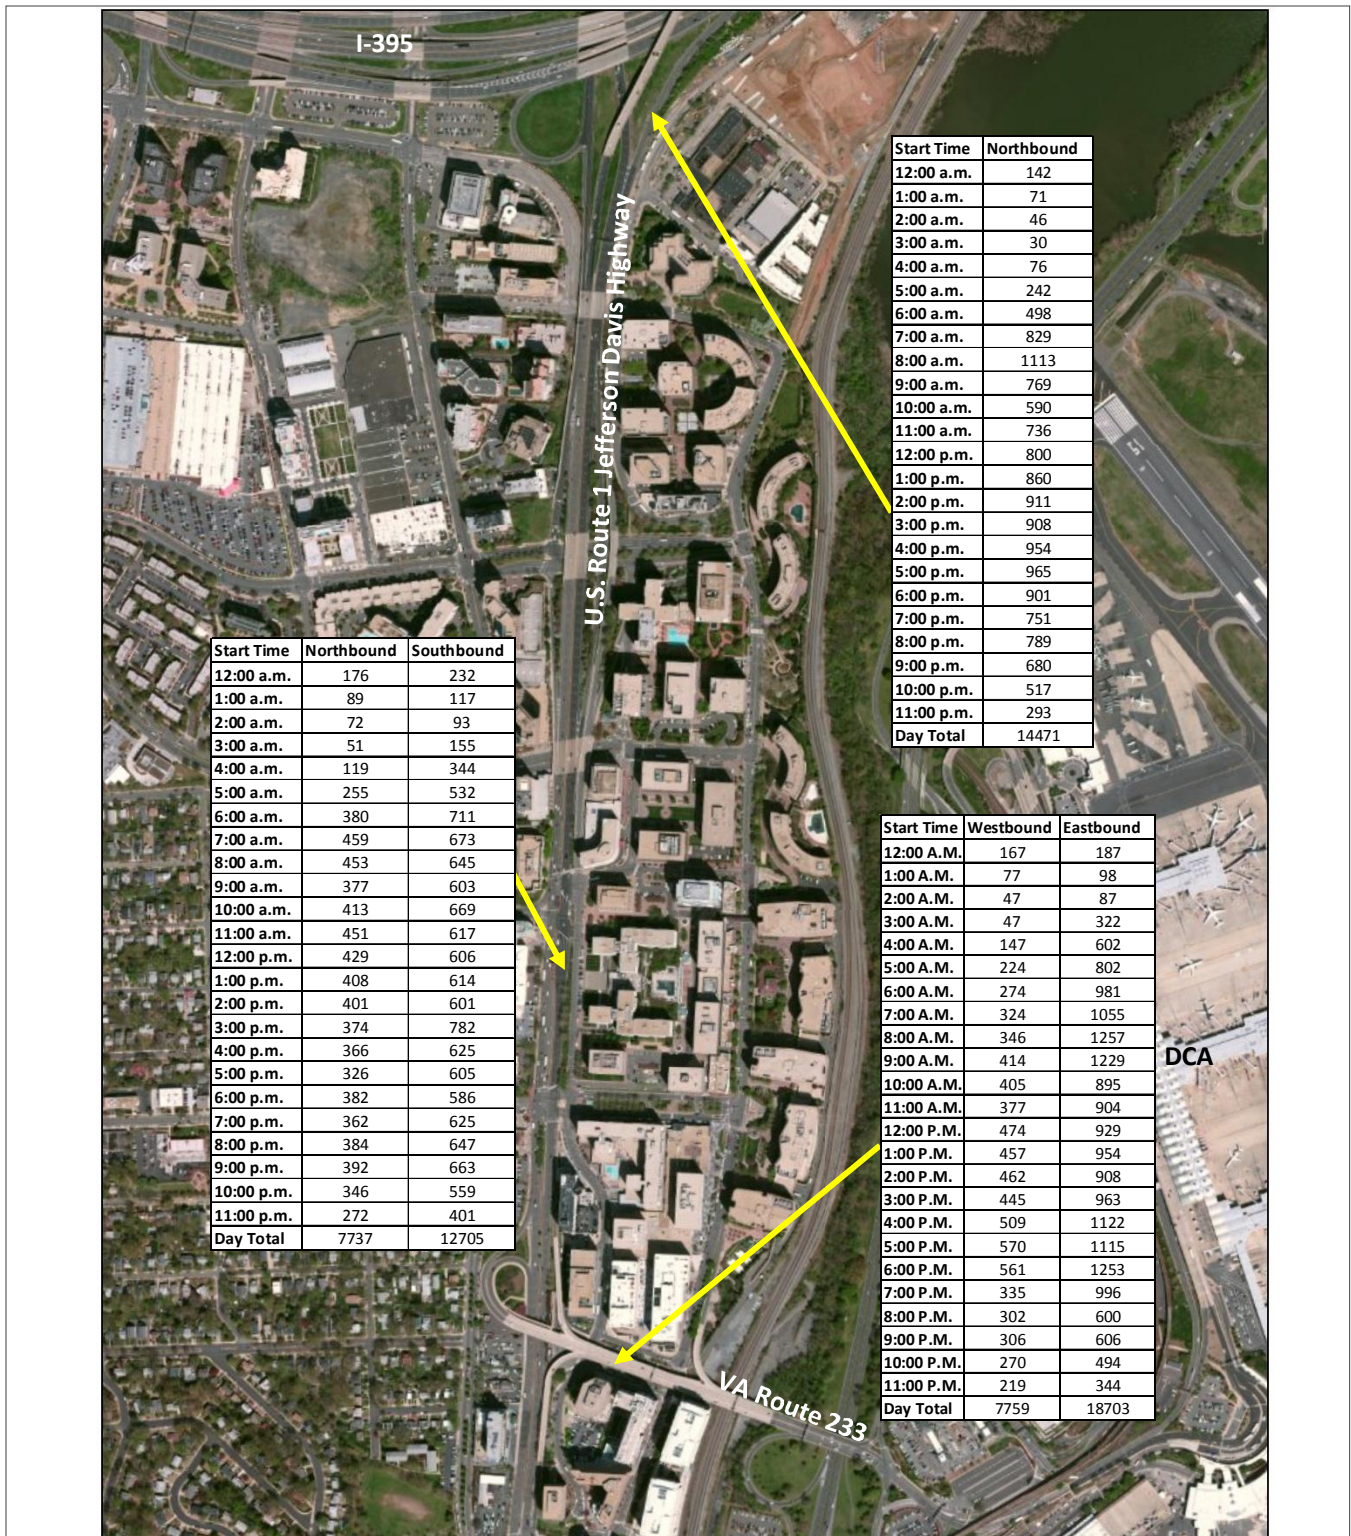 I-395
U.S. Route 1 Jefferson Davis Highway
Start Time Northbound
12:00 a.m. 142
1:00 a.m. 71
2:00 a.m. 46
3:00 a.m. 30
4:00 a.m. 76
5:00 a.m. 242
6:00 a.m. 498
7:00 a.m. 829
8:00 a.m. 1113
9:00 a.m. 769
10:00 a.m. 590
11:00 a.m. 736
12:00 p.m. 800
1:00 p.m. 860
2:00 p.m. 911
3:00 p.m. 908
4:00 p.m. 954
5:00 p.m. 965
6:00 p.m. 901
7:00 p.m. 751
8:00 p.m. 789
9:00 p.m. 680
10:00 p.m. 517
11:00 p.m. 293
Day Total 14471
Start Time Northbound Southbound
12:00 a.m. 176 232
1:00 a.m. 89 117
2:00 a.m. 72 93
3:00 a.m. 51 155
4:00 a.m. 119 344
5:00 a.m. 255 532
6:00 a.m. 380 711
7:00 a.m. 459 673
8:00 a.m. 453 645
9:00 a.m. 377 603
10:00 a.m. 413 669
11:00 a.m. 451 617
12:00 p.m. 429 606
1:00 p.m. 408 614
2:00 p.m. 401 601
3:00 p.m. 374 782
4:00 p.m. 366 625
5:00 p.m. 326 605
6:00 p.m. 382 586
7:00 p.m. 362 625
8:00 p.m. 384 647
9:00 p.m. 392 663
10:00 p.m. 346 559
11:00 p.m. 272 401
Day Total 7737 12705
Start Time Westbound Eastbound
12:00 A.M. 167 187
1:00 A.M. 77 98
2:00 A.M. 47 87
3:00 A.M. 47 322
4:00 A.M. 147 602
5:00 A.M. 224 802
6:00 A.M. 274 981
7:00 A.M. 324 1055
8:00 A.M. 346 1257
9:00 A.M. 414 1229
10:00 A.M. 405 895
11:00 A.M. 377 904
12:00 P.M. 474 929
1:00 P.M. 457 954
2:00 P.M. 462 908
3:00 P.M. 445 963
4:00 P.M. 509 1122
5:00 P.M. 570 1115
6:00 P.M. 561 1253
7:00 P.M. 335 996
8:00 P.M. 302 600
9:00 P.M. 306 606
10:00 P.M. 270 494
11:00 P.M. 219 344
Day Total 7759 18703
DCA
VA Route 233